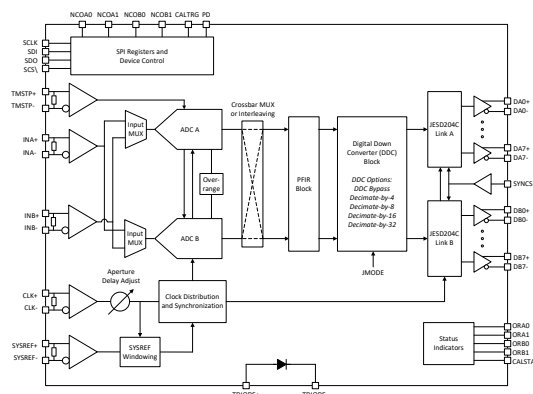 NCOA0 NCOA1 NCOB0 NCOB1 CALTRG PD
SCLK
SDI
SDO
SCS\
SPI Registers and
Device Control
TMSTP+
TMSTP-
INA+
INA-
Input
MUX
ADC A
Crossbar MUX
or Interleaving
Over-
range
INB+
INB-
Input
MUX
ADC B
PFIR
Block
Digital Down
Converter (DDC)
Block
DDC Options:
DDC Bypass
Decimate-by-4
Decimate-by-8
Decimate-by-16
Decimate-by-32
JMODE
JESD204C
Link A
DA0+
DA0-
DA7+
DA7-
SYNCSE
JESD204C
Link B
DB0+
DB0-
DB7+
DB7-
Aperture
Delay Adjust
CLK+
CLK-
Clock Distribution
and Synchronization
SYSREF+
SYSREF-
SYSREF
Windowing
Status
Indicators
ORA0
ORA1
ORB0
ORB1
CALSTA